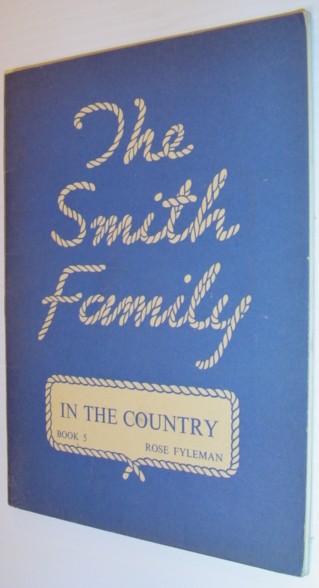 The
Smith
Family
IN THE COUNTRY
BOOK 5
ROSE FYLEMAN